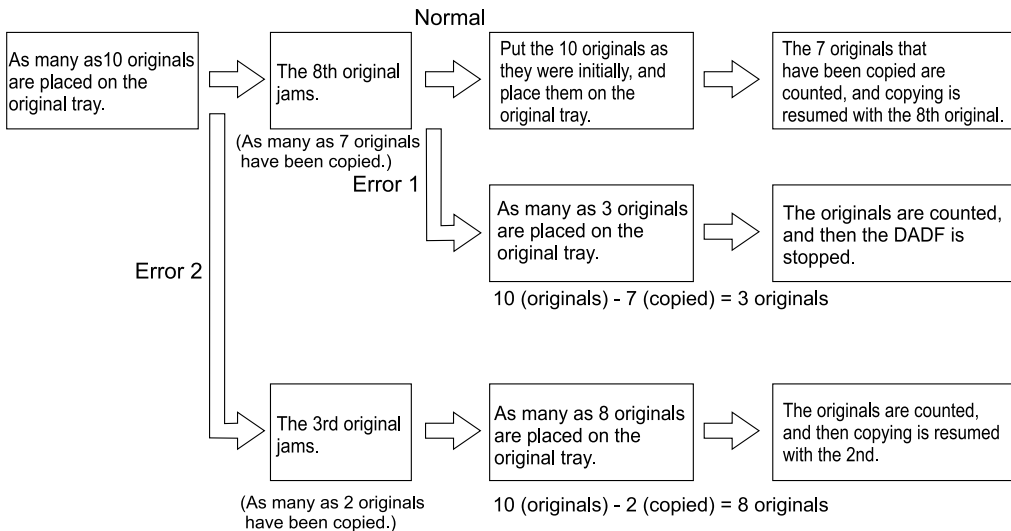 Normal
As many as10 originals
are placed on the
original tray.
The 8th original
jams.
(As many as 7 originals
have been copied.)
Put the 10 originals as
they were initially, and
place them on the
original tray.
The 7 originals that
have been copied are
counted, and copying is
resumed with the 8th original.
Error 1
As many as 3 originals
are placed on the
original tray.
10 (originals) - 7 (copied) = 3 originals
The originals are counted,
and then the DADF is
stopped.
Error 2
The 3rd original
jams.
(As many as 2 originals
have been copied.)
As many as 8 originals
are placed on the
original tray.
10 (originals) - 2 (copied) = 8 originals
The originals are counted,
and then copying is resumed
with the 2nd.